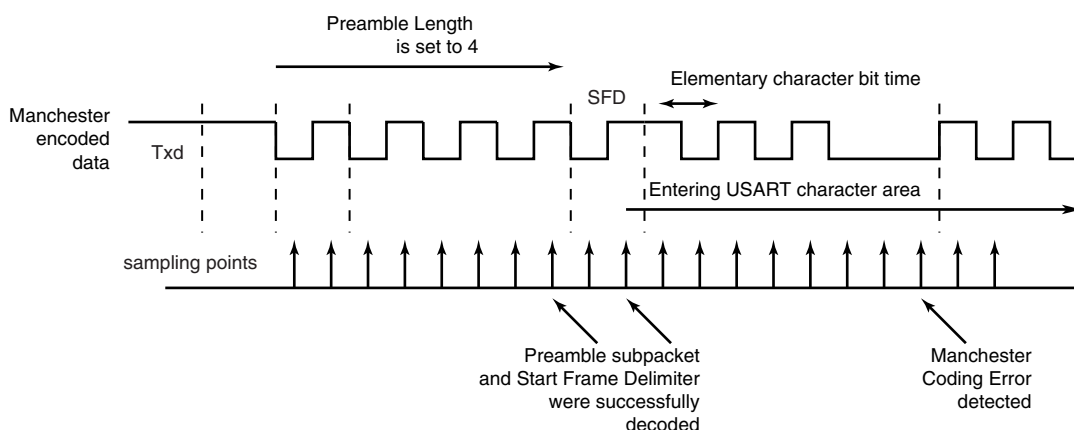 Preamble Length
is set to 4
Elementary character bit time
SFD
Manchester
encoded
data
Txd
Entering USART character area
sampling points
Preamble subpacket
and Start Frame Delimiter
were successfully
decoded
Manchester
Coding Error
detected